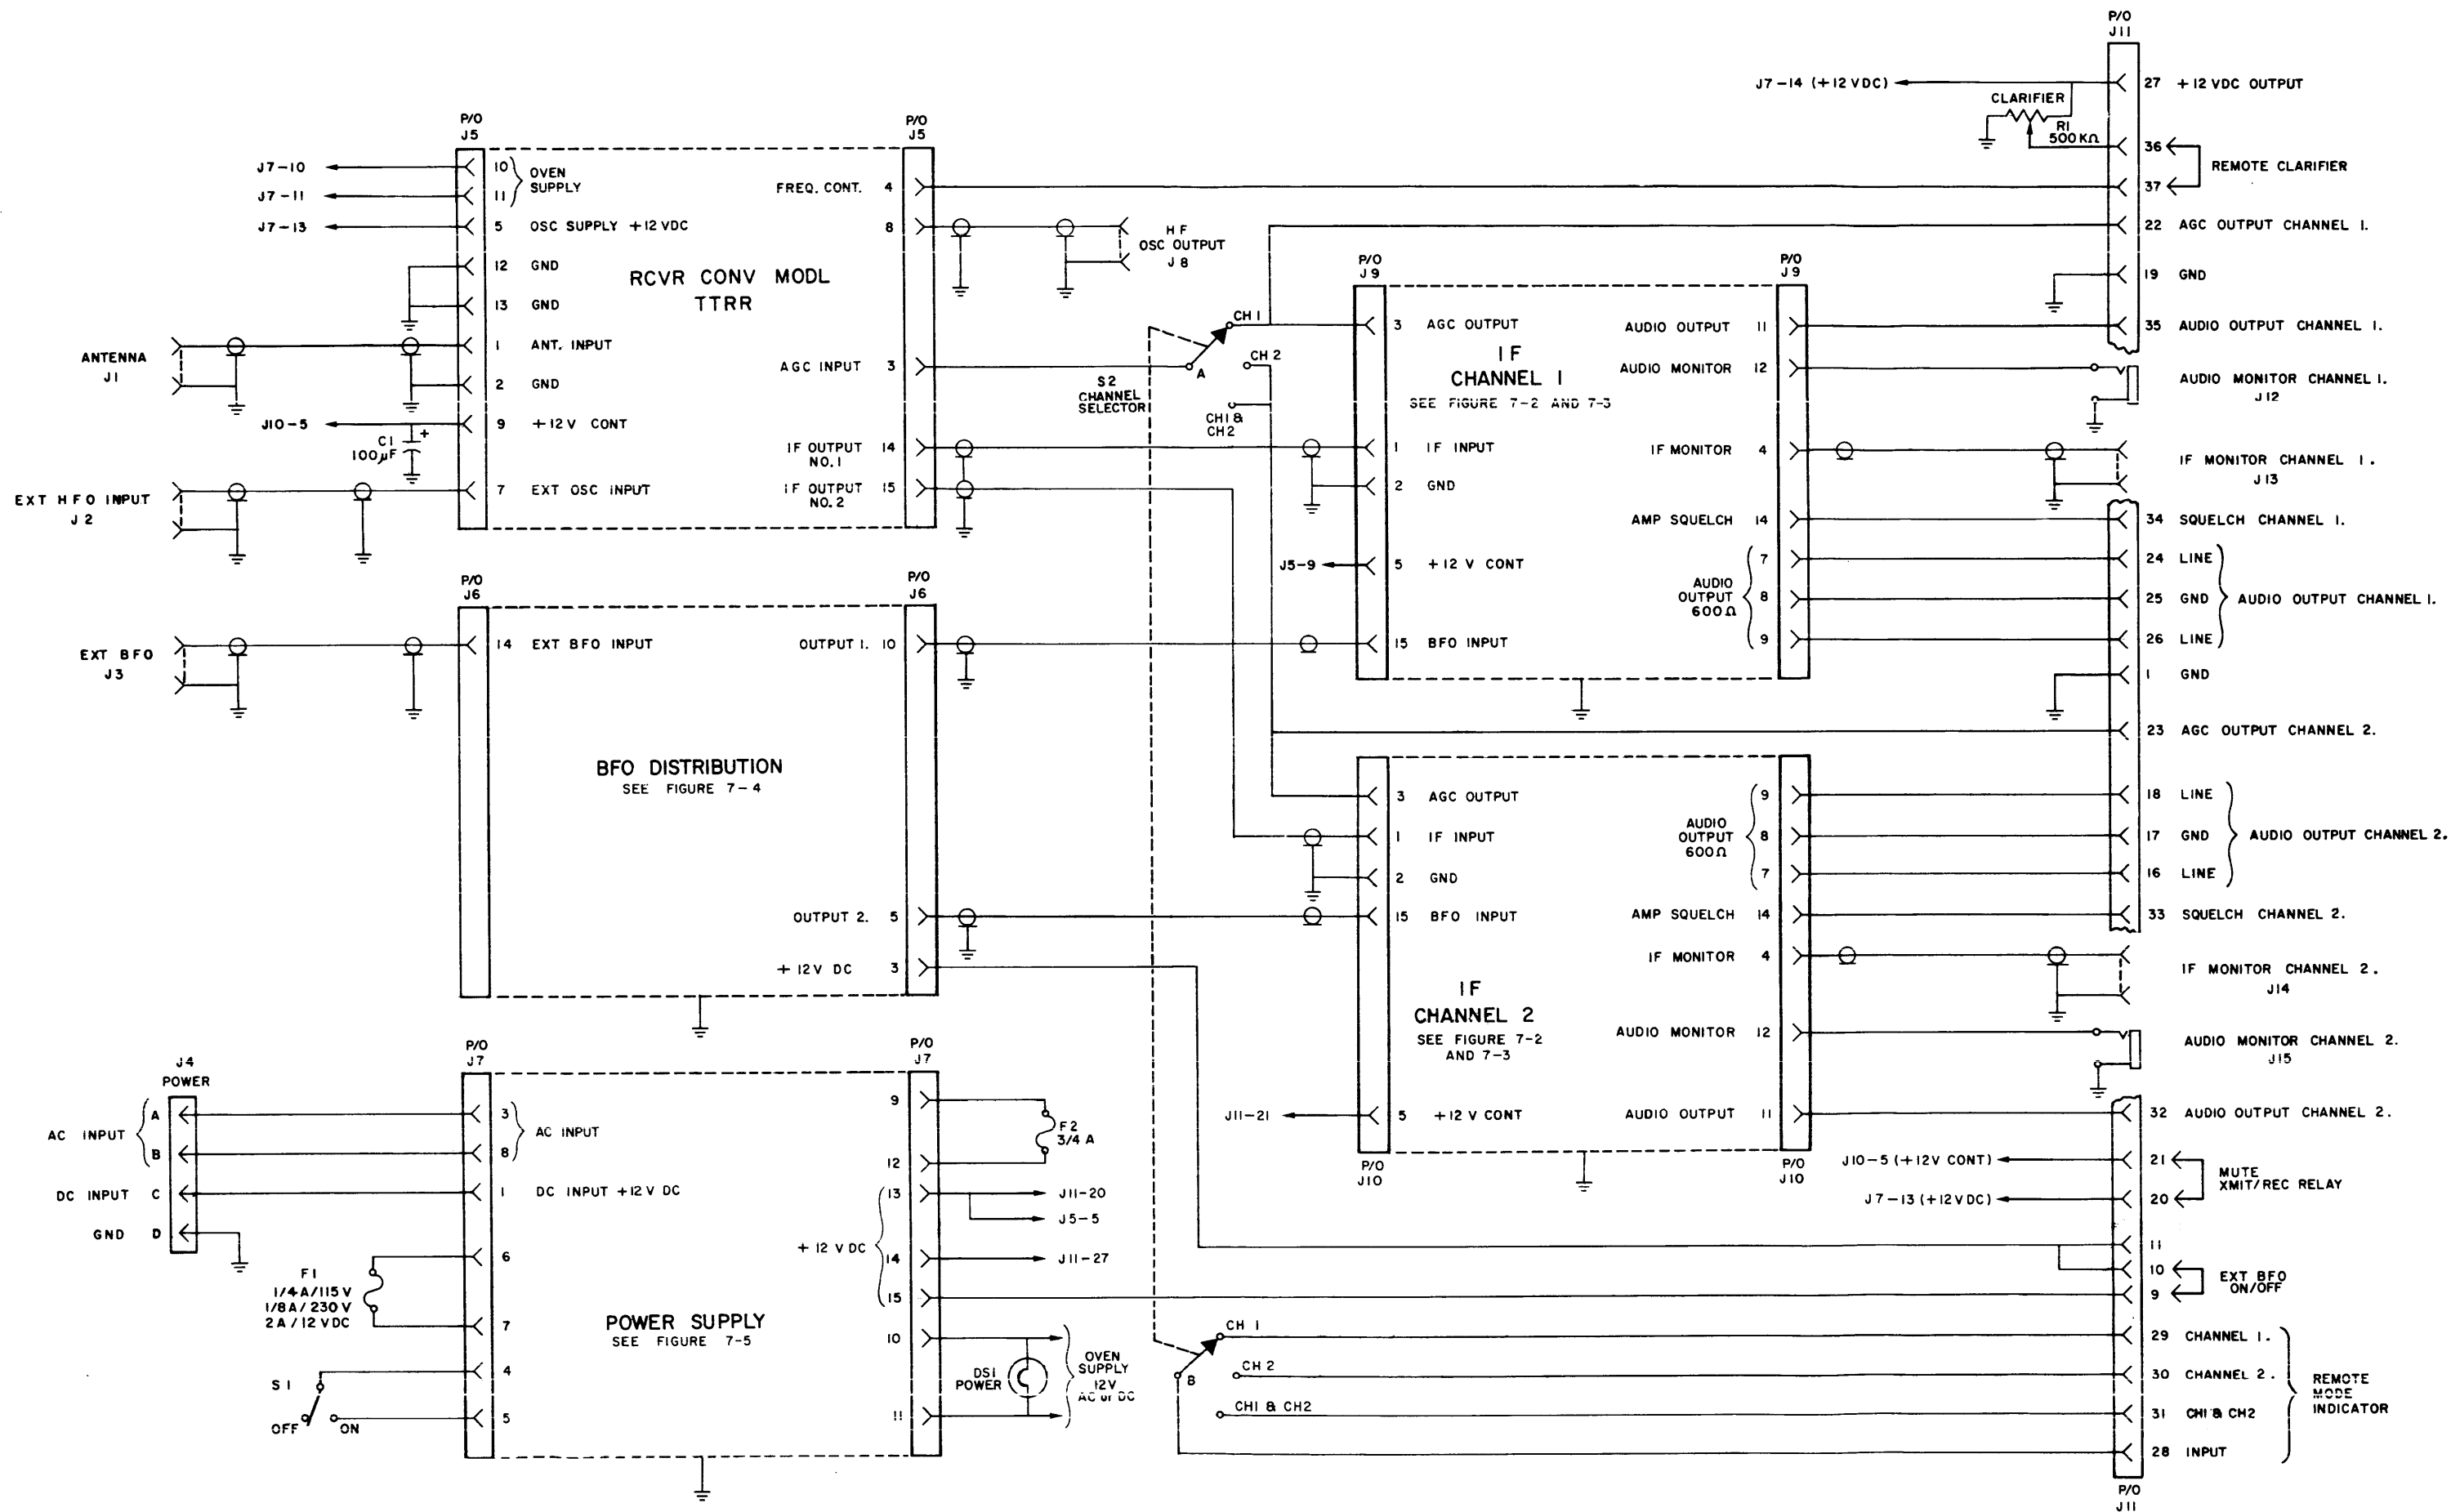 P/O
J5
J7-10
J7-11
J7-13
10
11
OVEN
SUPPLY
5 OSC SUPPLY +12VDC
12 GND
13 GND
1 ANT. INPUT
2 GND
9 +12V CONT
7 EXT OSC INPUT
ANTENNA
J1
J10-5
C1
100µF
+
EXT HFO INPUT
J2
RCVR CONV MODL
TTRR
P/O
J5
FREQ. CONT. 4
8
AGC INPUT 3
IF OUTPUT 14
NO.1
IF OUTPUT 15
NO.2
HF
OSC OUTPUT
J8
S2
CHANNEL
SELECTOR
A
CH 1
CH 2
CH1 &
CH2
P/O
J6
EXT BFO
J3
14 EXT BFO INPUT
BFO DISTRIBUTION
SEE FIGURE 7-4
P/O
J6
OUTPUT 1. 10
OUTPUT 2. 5
+12V DC 3
J4
POWER
AC INPUT
A
B
DC INPUT C
GND D
F1
1/4A/115V
1/8A/230V
2A/12VDC
S1
OFF
ON
P/O
J7
3
8
AC INPUT
1 DC INPUT +12V DC
6
7
4
5
POWER SUPPLY
SEE FIGURE 7-5
P/O
J7
9
12
13
+12 VDC
14
15
10
11
F2
3/4 A
J11-20
J5-5
J11-27
DS1
POWER
OVEN
SUPPLY
12V
AC or DC
P/O
J9
3 AGC OUTPUT
1 IF INPUT
2 GND
J5-9
5 +12 V CONT
15 BFO INPUT
IF
CHANNEL 1
SEE FIGURE 7-2 AND 7-3
P/O
J9
AUDIO OUTPUT 11
AUDIO MONITOR 12
IF MONITOR 4
AMP SQUELCH 14
AUDIO
OUTPUT
600Ω
7
8
9
3 AGC OUTPUT
1 IF INPUT
2 GND
15 BFO INPUT
IF
CHANNEL 2
SEE FIGURE 7-2
AND 7-3
J11-21
5 +12 V CONT
P/O
J10
AUDIO
OUTPUT
600Ω
9
8
7
AMP SQUELCH 14
IF MONITOR 4
AUDIO MONITOR 12
AUDIO OUTPUT 11
P/O
J10
CH 1
B
CH 2
CH1 & CH2
P/O
J11
J7-14 (+12VDC)
27 +12 VDC OUTPUT
CLARIFIER
R1
500KΩ
36
37
REMOTE CLARIFIER
22 AGC OUTPUT CHANNEL 1.
19 GND
35 AUDIO OUTPUT CHANNEL 1.
AUDIO MONITOR CHANNEL 1.
J12
IF MONITOR CHANNEL 1.
J13
34 SQUELCH CHANNEL 1.
24 LINE
25 GND
26 LINE
AUDIO OUTPUT CHANNEL 1.
1 GND
23 AGC OUTPUT CHANNEL 2.
18 LINE
17 GND
16 LINE
AUDIO OUTPUT CHANNEL 2.
33 SQUELCH CHANNEL 2.
IF MONITOR CHANNEL 2.
J14
AUDIO MONITOR CHANNEL 2.
J15
32 AUDIO OUTPUT CHANNEL 2.
J10-5 (+12V CONT)
21
J7-13 (+12VDC)
20
MUTE
XMIT/REC RELAY
11
10
9
EXT BFO
ON/OFF
29 CHANNEL 1.
30 CHANNEL 2.
31 CH1 & CH2
28 INPUT
REMOTE
MODE
INDICATOR
P/O
J11